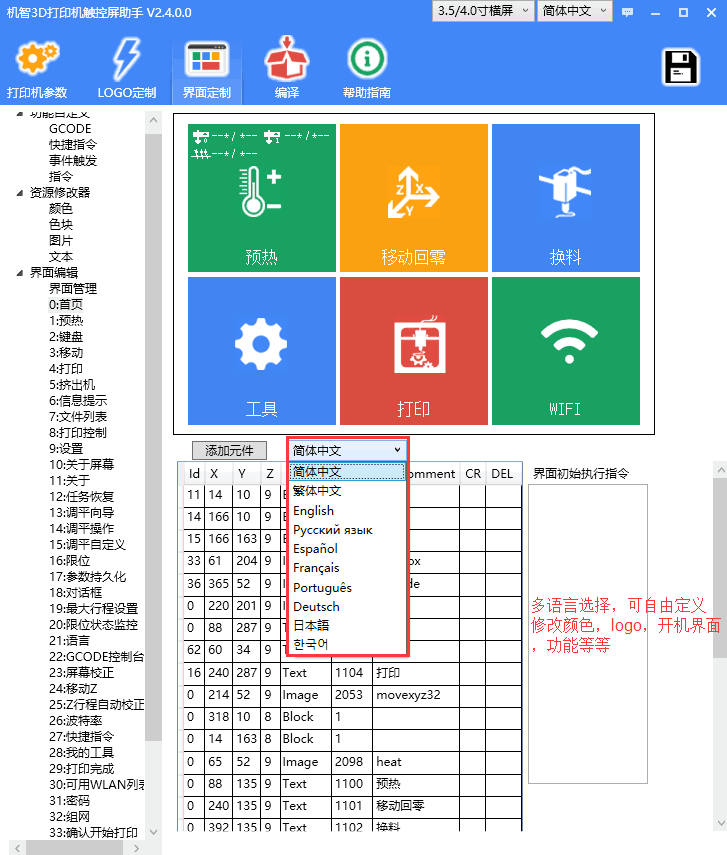 机智3D打印机触控屏助手 V2.4.0.0
3.5/4.0寸横屏
简体中文
打印机参数
LOGO定制
界面定制
编译
帮助指南
功能自定义
GCODE
快捷指令
事件触发
指令
资源修改器
颜色
色块
图片
文本
界面编辑
界面管理
0:首页
1:预热
2:键盘
3:移动
4:打印
5:挤出机
6:信息提示
7:文件列表
8:打印控制
9:设置
10:关于屏幕
11:关于
12:任务恢复
13:调平向导
14:调平操作
15:调平自定义
16:限位
17:参数持久化
18:对话框
19:最大行程设置
20:限位状态监控
21:语言
22:GCODE控制台
23:屏幕校正
24:移动Z
25:Z行程自动校正
26:波特率
27:快捷指令
28:我的工具
29:打印完成
30:可用WLAN列表
31:密码
32:组网
33:确认开始打印
--*/ *-- --*/ *--
--*/ *--
预热
Z X Y
移动回零
换料
工具
打印
WIFI
添加元件
简体中文
简体中文
繁体中文
English
Русский язык
Español
Français
Português
Deutsch
日本語
한국어
Id X Y Z omment CR DEL
11 14 10 9
14 166 10 9
15 166 163 9
33 61 204 9 ox
36 365 52 9 de
0 220 201 9
0 88 287 9
62 60 34 9
16 240 287 9 Text 1104 打印
0 214 52 9 Image 2053 movexyz32
0 318 10 8 Block 1
0 14 163 8 Block 1
0 65 52 9 Image 2098 heat
0 88 135 9 Text 1100 预热
0 240 135 9 Text 1101 移动回零
0 392 135 9 Text 1102 换料
界面初始执行指令
多语言选择，可自由定义
修改颜色，logo，开机界面
，功能等等